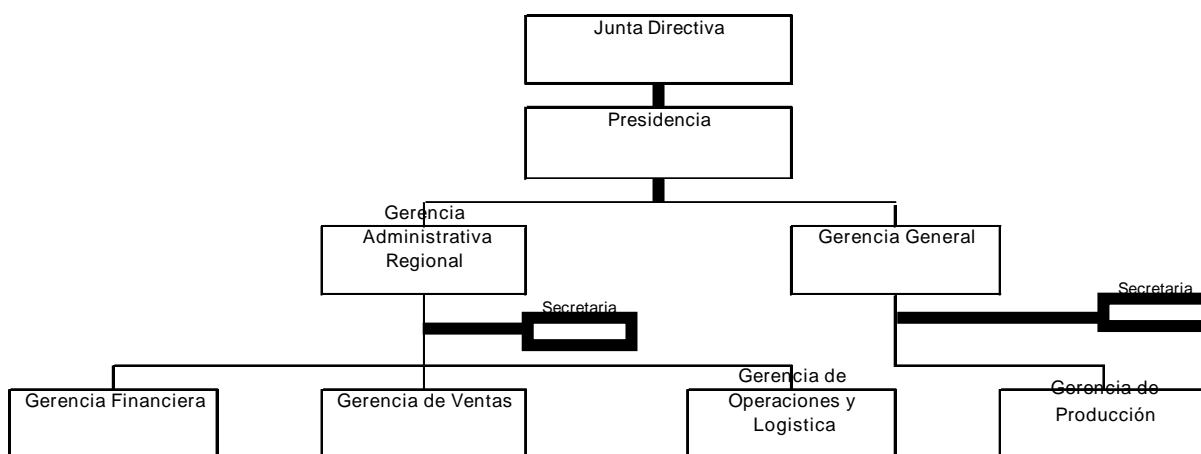 Junta Directiva
Presidencia
Gerencia
Administrativa
Regional
Gerencia General
Secretaria
Secretaria
Gerencia Financiera
Gerencia de Ventas
Gerencia de
Operaciones y
Logistica
Gerencia de
Producción